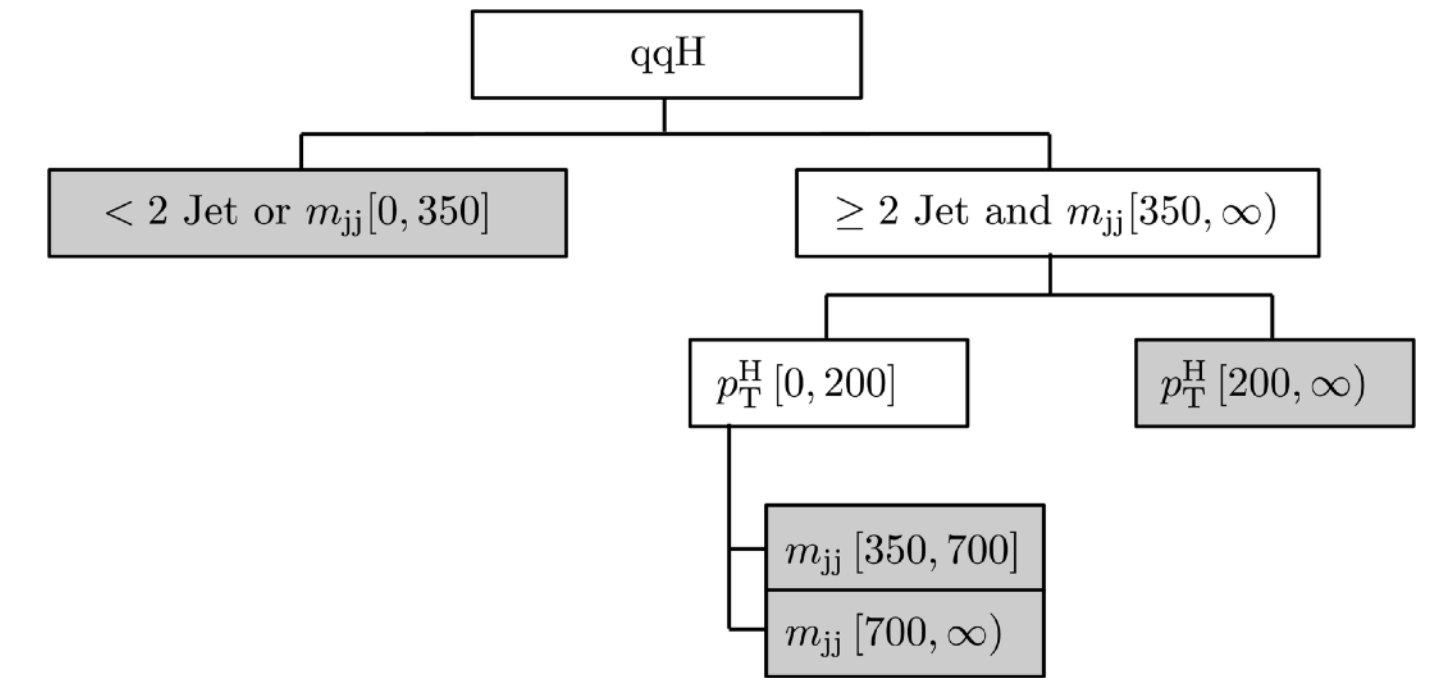 qqH
< 2 Jet or m_jj[0, 350]
≥ 2 Jet and m_jj[350, ∞)
p_T^H [0, 200]
p_T^H [200, ∞)
m_jj [350, 700]
m_jj [700, ∞)